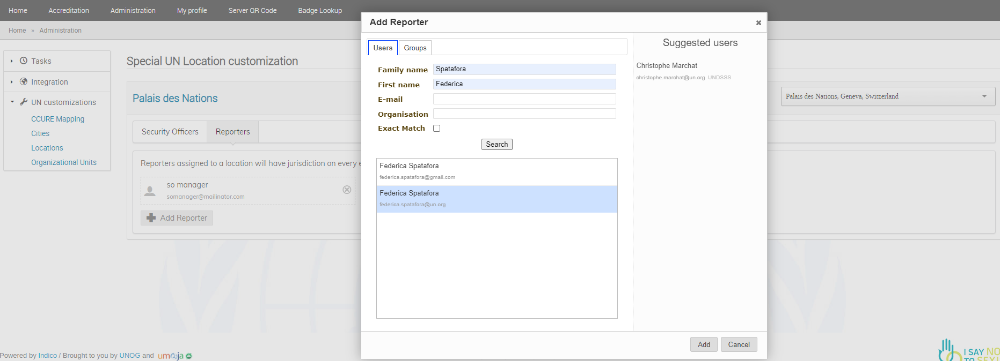 Home Accreditation Administration My profile Server QR Code Badge Lookup
Home » Administration
Tasks
Integration
UN customizations
CCURE Mapping
Cities
Locations
Organizational Units
Special UN Location customization
Palais des Nations
Palais des Nations, Geneva, Switzerland
Security Officers Reporters
Reporters assigned to a location will have jurisdiction on every e
so manager
somanager@mailinator.com
Add Reporter
Add Reporter
Users Groups
Family name Spatafora
First name Federica
E-mail
Organisation
Exact Match
Search
Federica Spatafora
federica.spatafora@gmail.com
Federica Spatafora
federica.spatafora@un.org
Suggested users
Christophe Marchat
christophe.marchat@un.org UNDSSS
Add Cancel
Powered by Indico / Brought to you by UNOG and umoja
I SAY NO